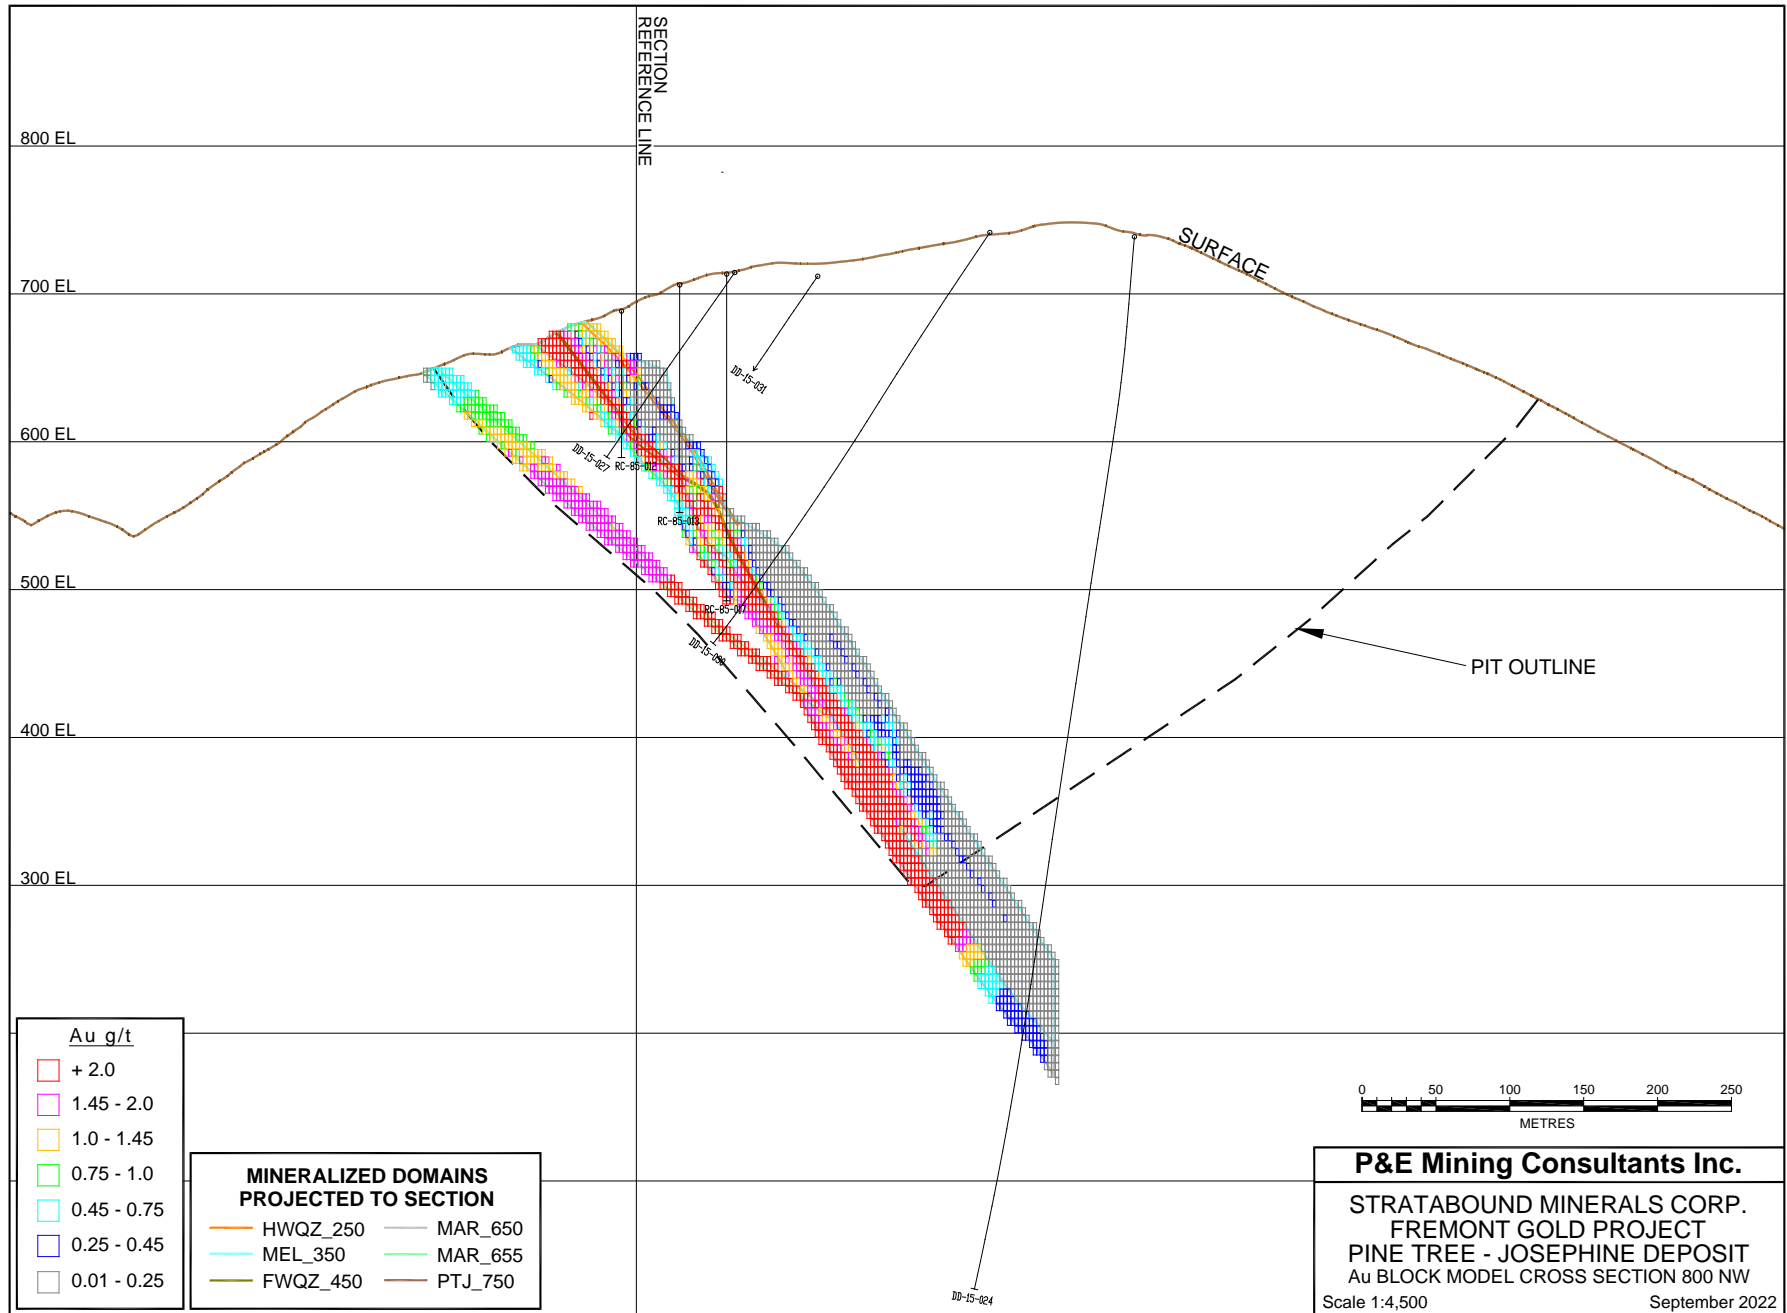 SECTION
REFERENCE LINE
800 EL
700 EL
600 EL
500 EL
400 EL
300 EL
SURFACE
DD-15-031
DD-15-027
RC-85-012
RC-85-013
RC-85-017
DD-15-090
PIT OUTLINE
DD-15-024
Au g/t
+ 2.0
1.45 - 2.0
1.0 - 1.45
0.75 - 1.0
0.45 - 0.75
0.25 - 0.45
0.01 - 0.25
MINERALIZED DOMAINS
PROJECTED TO SECTION
HWQZ_250 MAR_650
MEL_350 MAR_655
FWQZ_450 PTJ_750
0 50 100 150 200 250
METRES
P&E Mining Consultants Inc.
STRATABOUND MINERALS CORP.
FREMONT GOLD PROJECT
PINE TREE - JOSEPHINE DEPOSIT
Au BLOCK MODEL CROSS SECTION 800 NW
Scale 1:4,500 September 2022